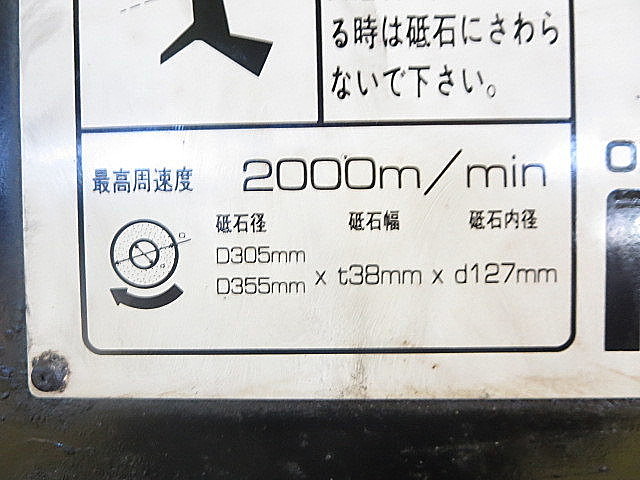 る時は砥石にさわら
ないで下さい。
最高周速度 2000m/min
砥石径 砥石幅 砥石内径
D305mm
D355mm x t38mm x d127mm